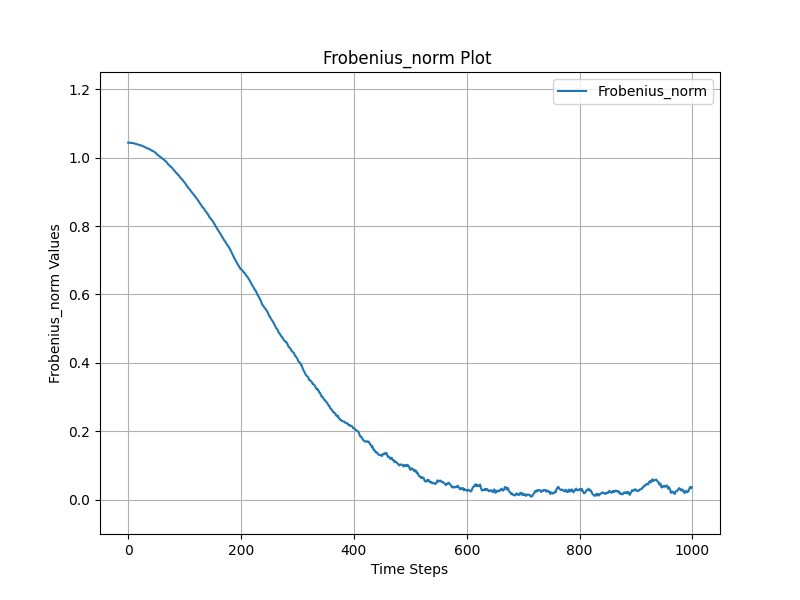 Frobenius_norm Plot
Frobenius_norm
Frobenius_norm Values
1.2
1.0
0.8
0.6
0.4
0.2
0.0
0 200 400 600 800 1000
Time Steps